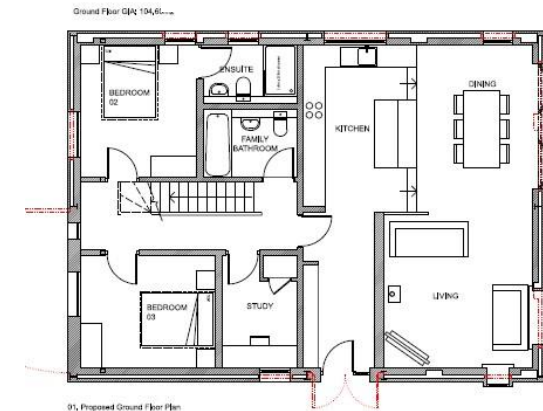 Ground Floor GIA: 104.6
ENSUITE
BEDROOM
02
DINING
KITCHEN
FAMILY
BATHROOM
BEDROOM
03
STUDY
LIVING
01. Proposed Ground Floor Plan